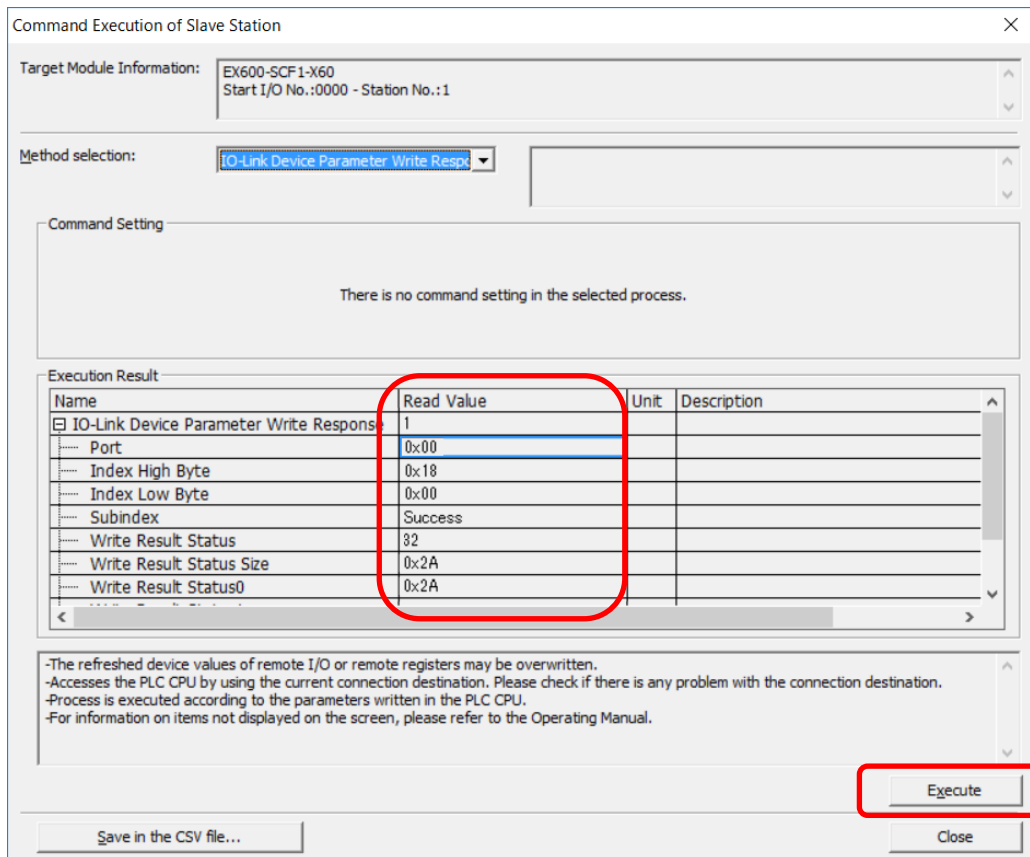 Command Execution of Slave Station
Target Module Information:
EX600-SCF1-X60
Start I/O No.:0000 - Station No.:1
Method selection:
IO-Link Device Parameter Write Respo
Command Setting
There is no command setting in the selected process.
Execution Result
Name Read Value Unit Description
IO-Link Device Parameter Write Response 1
Port 0x00
Index High Byte 0x18
Index Low Byte 0x00
Subindex Success
Write Result Status 32
Write Result Status Size 0x2A
Write Result Status0 0x2A
-The refreshed device values of remote I/O or remote registers may be overwritten.
-Accesses the PLC CPU by using the current connection destination. Please check if there is any problem with the connection destination.
-Process is executed according to the parameters written in the PLC CPU.
-For information on items not displayed on the screen, please refer to the Operating Manual.
Execute
Save in the CSV file...
Close